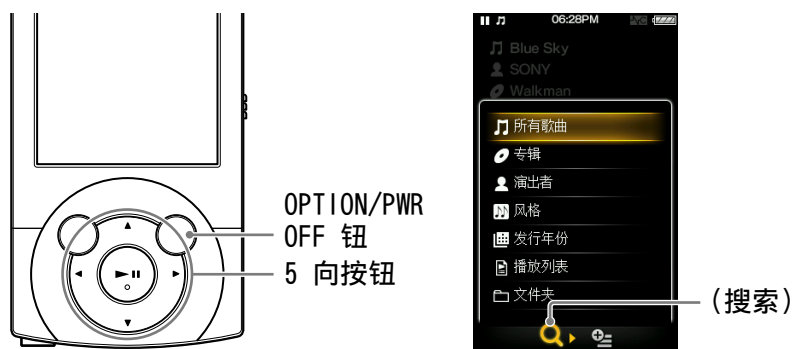 OPTION/PWR
OFF 钮
5 向按钮
06:28PM
Blue Sky
SONY
Walkman
所有歌曲
专辑
演出者
风格
发行年份
播放列表
文件夹
(搜索)